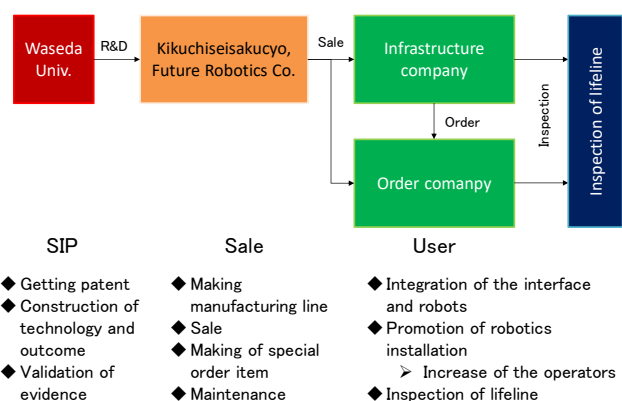 Waseda
Univ.
R&D
Kikuchiseisakucyo,
Future Robotics Co.
Sale
Infrastructure
company
Order
Inspection
Order comanpy
Inspection of lifeline
SIP
◆ Getting patent
◆ Construction of
technology and
outcome
◆ Validation of
evidence
Sale
◆ Making
manufacturing line
◆ Sale
◆ Making of special
order item
◆ Maintenance
User
◆ Integration of the interface
and robots
◆ Promotion of robotics
installation
➢ Increase of the operators
◆ Inspection of lifeline